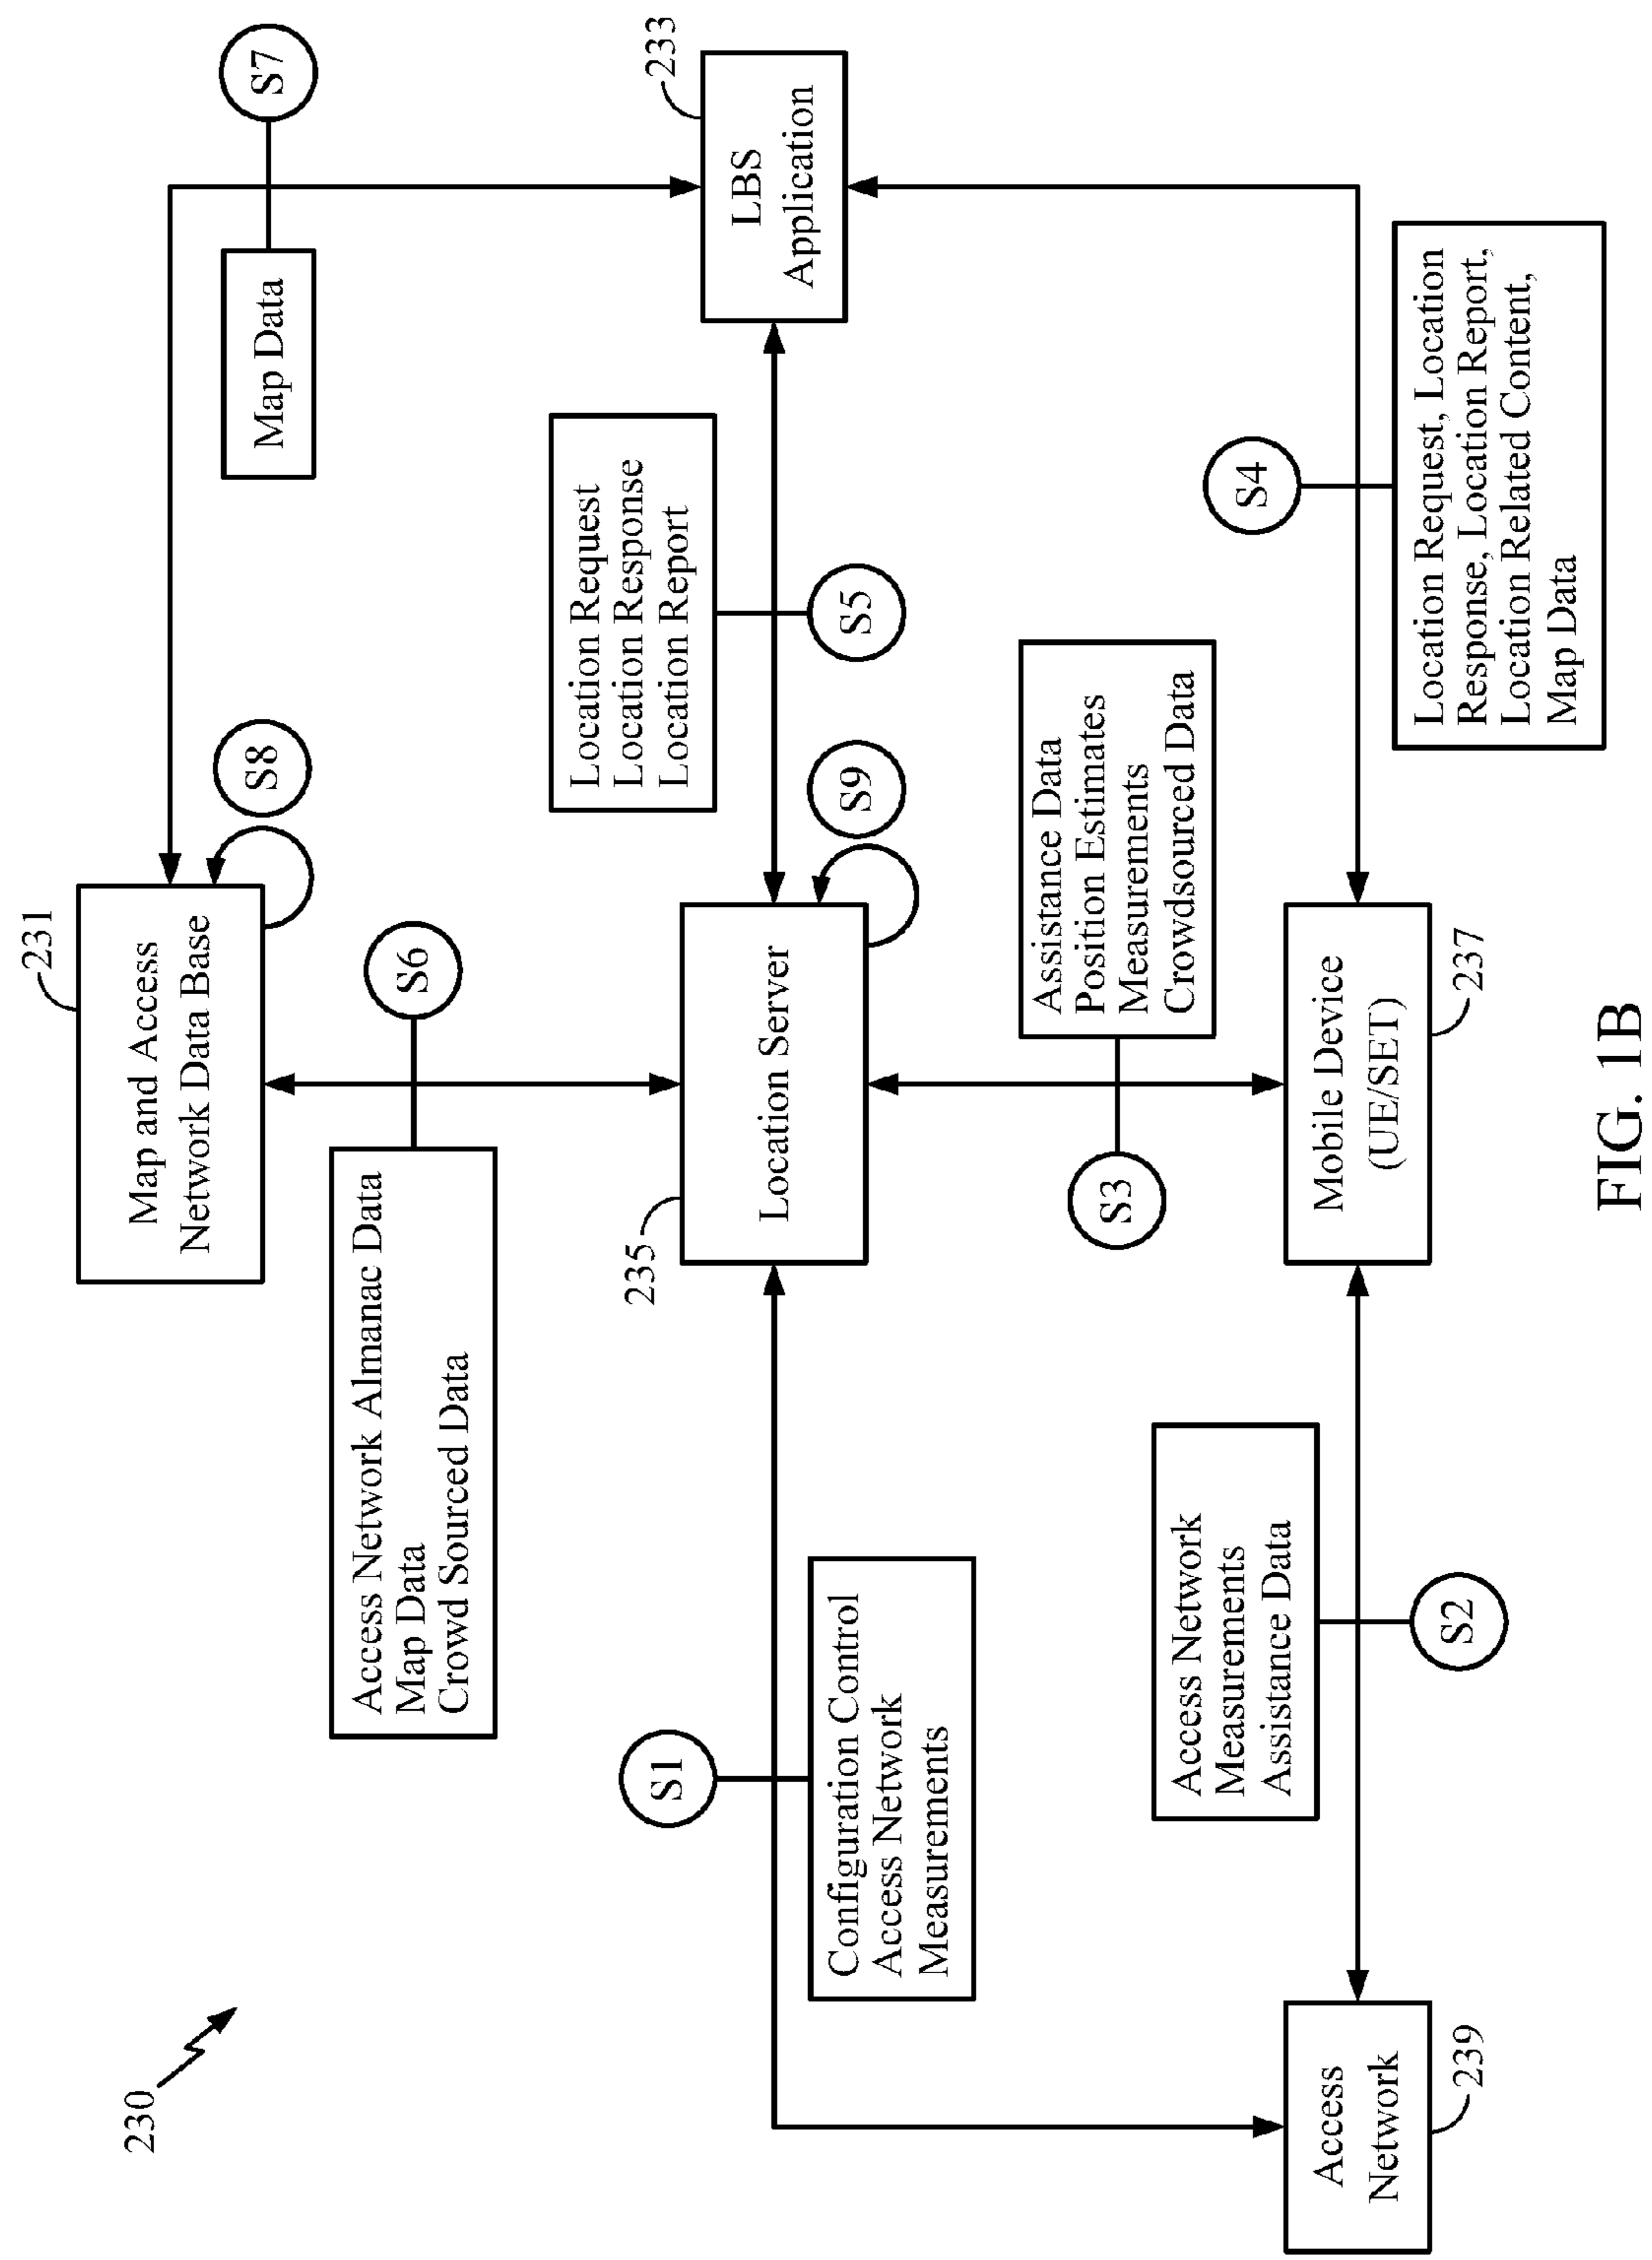 230
231
Map and Access
Network Data Base
S8
S7
Map Data
S6
Access Network Almanac Data
Map Data
Crowd Sourced Data
Location Request
Location Response
Location Report
S5
233
LBS
Application
235
Location Server
S9
S1
Configuration Control
Access Network
Measurements
Assistance Data
Position Estimates
Measurements
Crowdsourced Data
S3
S4
Location Request, Location
Response, Location Report,
Location Related Content,
Map Data
Access Network
Measurements
Assistance Data
S2
Access
Network
239
Mobile Device
(UE/SET)
237
FIG. 1B